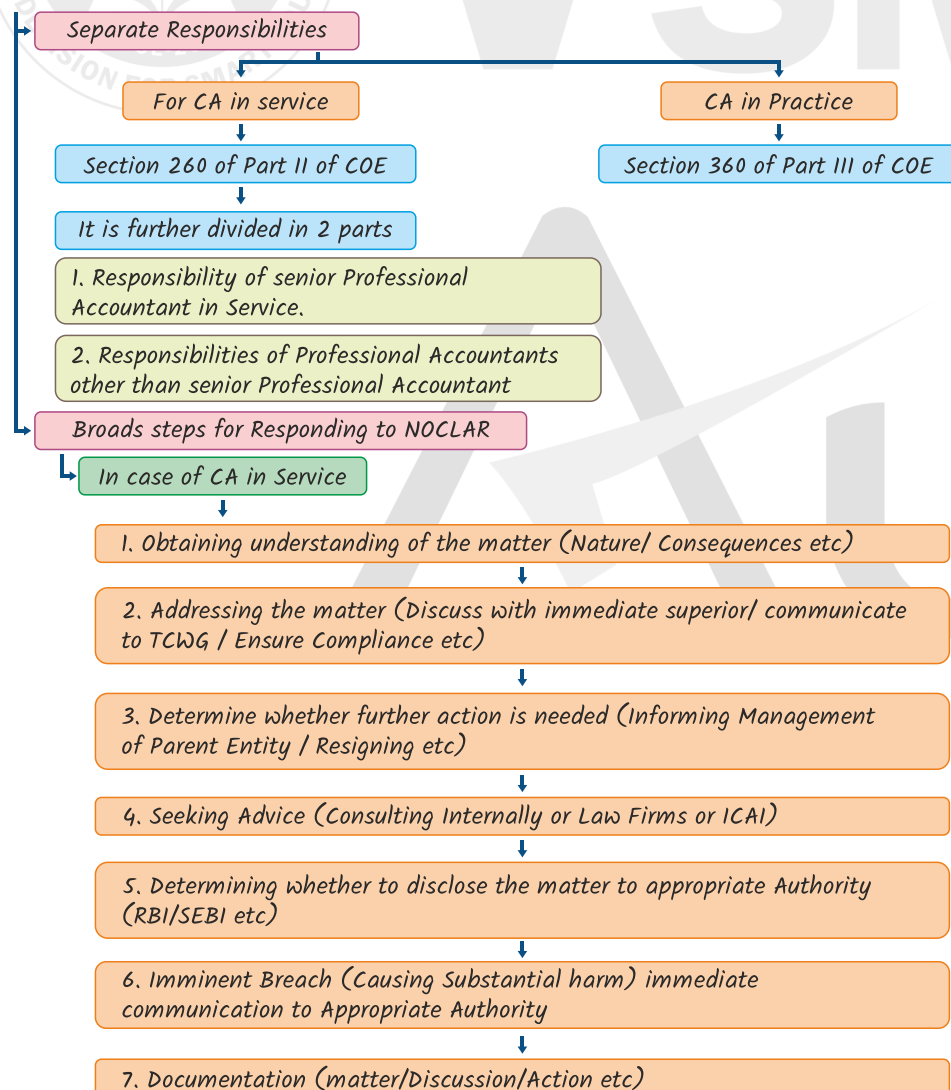 Separate Responsibilities
For CA in service
CA in Practice
Section 260 of Part II of COE
Section 360 of Part III of COE
It is further divided in 2 parts
1. Responsibility of senior Professional
Accountant in Service.
2. Responsibilities of Professional Accountants
other than senior Professional Accountant
Broads steps for Responding to NOCLAR
In case of CA in Service
1. Obtaining understanding of the matter (Nature/ Consequences etc)
2. Addressing the matter (Discuss with immediate superior/ communicate
to TCWG / Ensure Compliance etc)
3. Determine whether further action is needed (Informing Management
of Parent Entity / Resigning etc)
4. Seeking Advice (Consulting Internally or Law Firms or ICAI)
5. Determining whether to disclose the matter to appropriate Authority
(RBI/SEBI etc)
6. Imminent Breach (Causing Substantial harm) immediate
communication to Appropriate Authority
7. Documentation (matter/Discussion/Action etc)